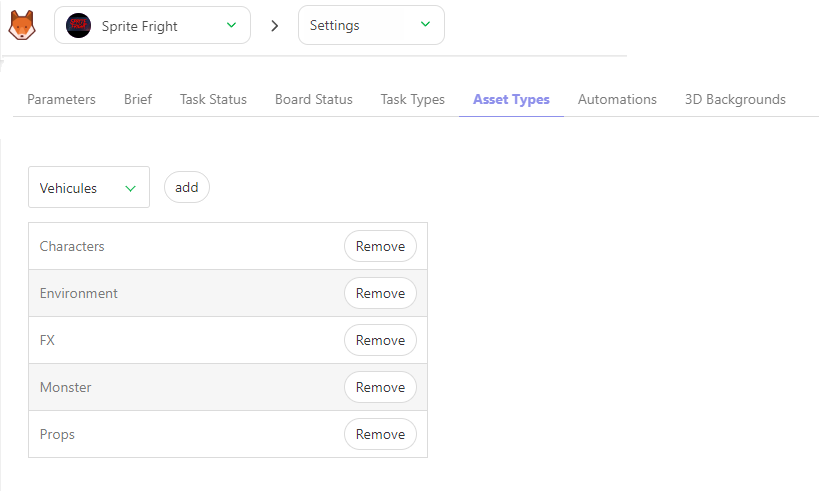 Sprite Fright > Settings
Parameters Brief Task Status Board Status Task Types Asset Types Automations 3D Backgrounds
Vehicules add
Characters Remove
Environment Remove
FX Remove
Monster Remove
Props Remove